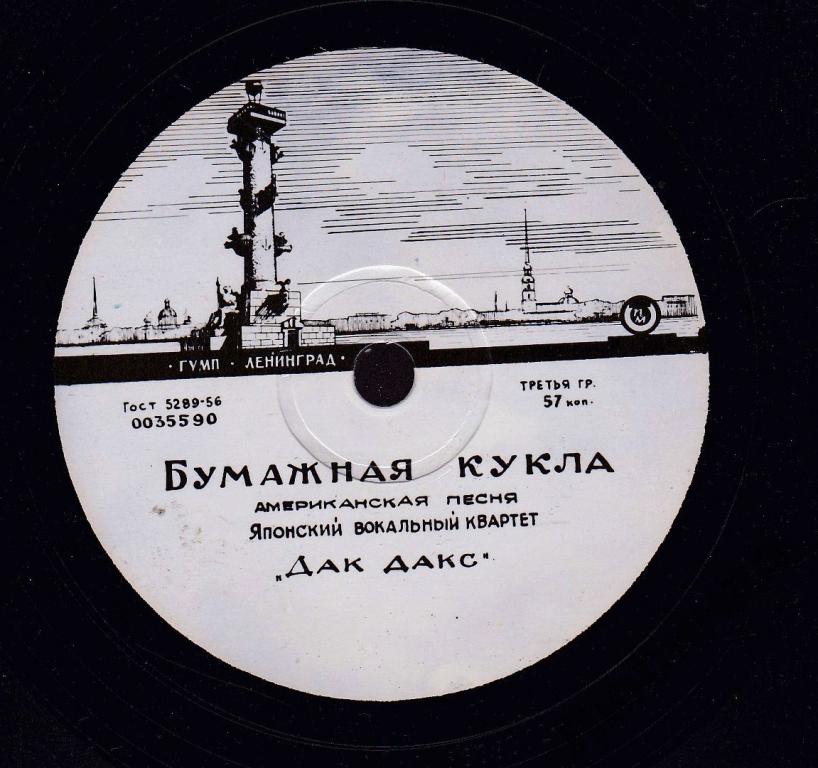 · ГУМП · ЛЕНИНГРАД ·
ГОСТ 5289-56
0035590
ТРЕТЬЯ ГР.
57 коп.
БУМАЖНАЯ КУКЛА
АМЕРИКАНСКАЯ ПЕСНЯ
ЯПОНСКИЙ ВОКАЛЬНЫЙ КВАРТЕТ
„ДАК ДАКС"